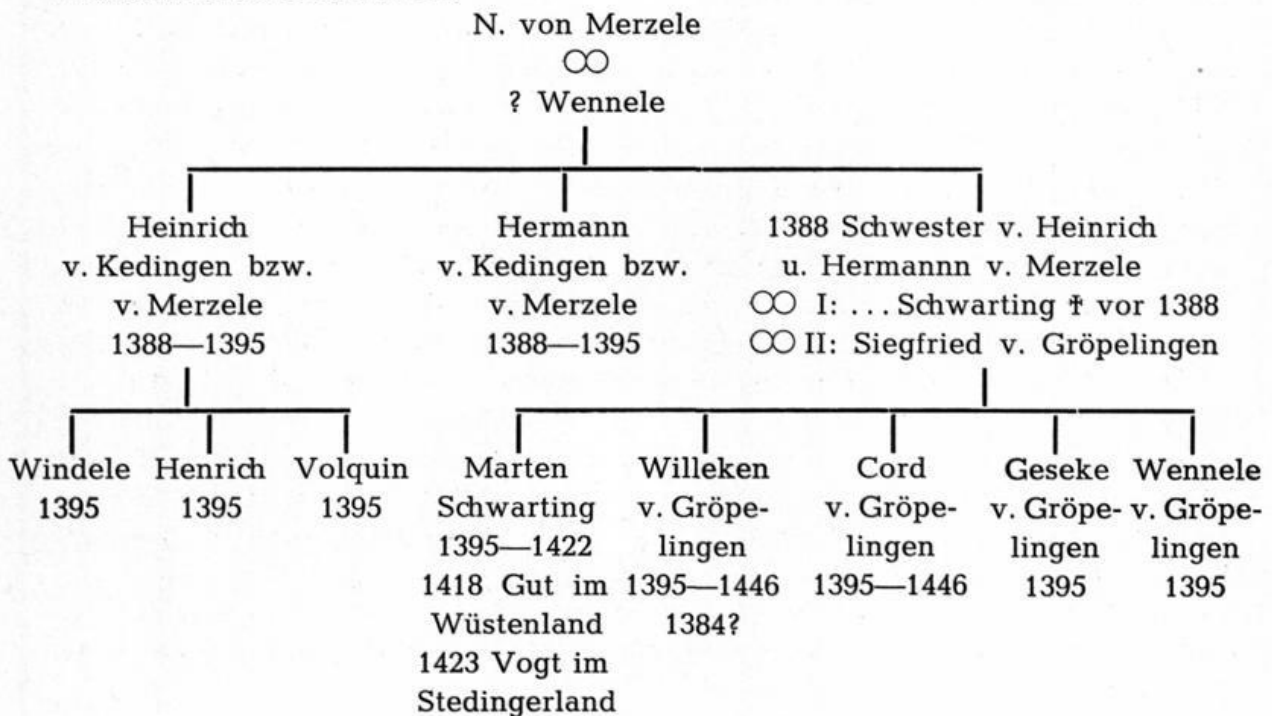 N. von Merzele
∞
? Wennele
Heinrich
v. Kedingen bzw.
v. Merzele
1388—1395
Hermann
v. Kedingen bzw.
v. Merzele
1388—1395
1388 Schwester v. Heinrich
u. Hermannn v. Merzele
∞ I: ... Schwarting ✝ vor 1388
∞ II: Siegfried v. Gröpelingen
Windele
1395
Henrich
1395
Volquin
1395
Marten
Schwarting
1395—1422
1418 Gut im
Wüstenland
1423 Vogt im
Stedingerland
Willeken
v. Gröpe-
lingen
1395—1446
1384?
Cord
v. Gröpe-
lingen
1395—1446
Geseke
v. Gröpe-
lingen
1395
Wennele
v. Gröpe-
lingen
1395